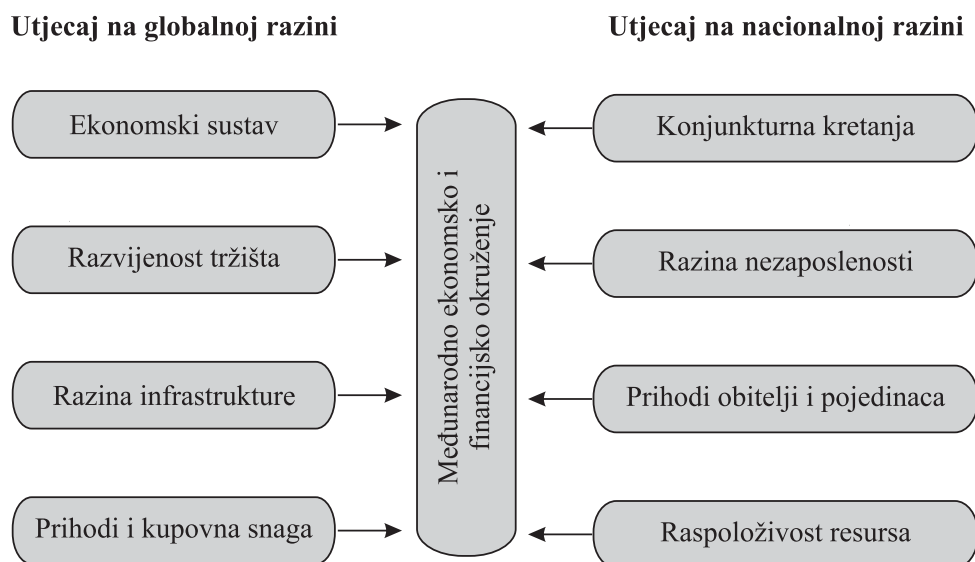 Utjecaj na globalnoj razini
Utjecaj na nacionalnoj razini
Ekonomski sustav
Razvijenost tržišta
Razina infrastrukture
Prihodi i kupovna snaga
Međunarodno ekonomsko i
financijsko okruženje
Konjunkturna kretanja
Razina nezaposlenosti
Prihodi obitelji i pojedinaca
Raspoloživost resursa